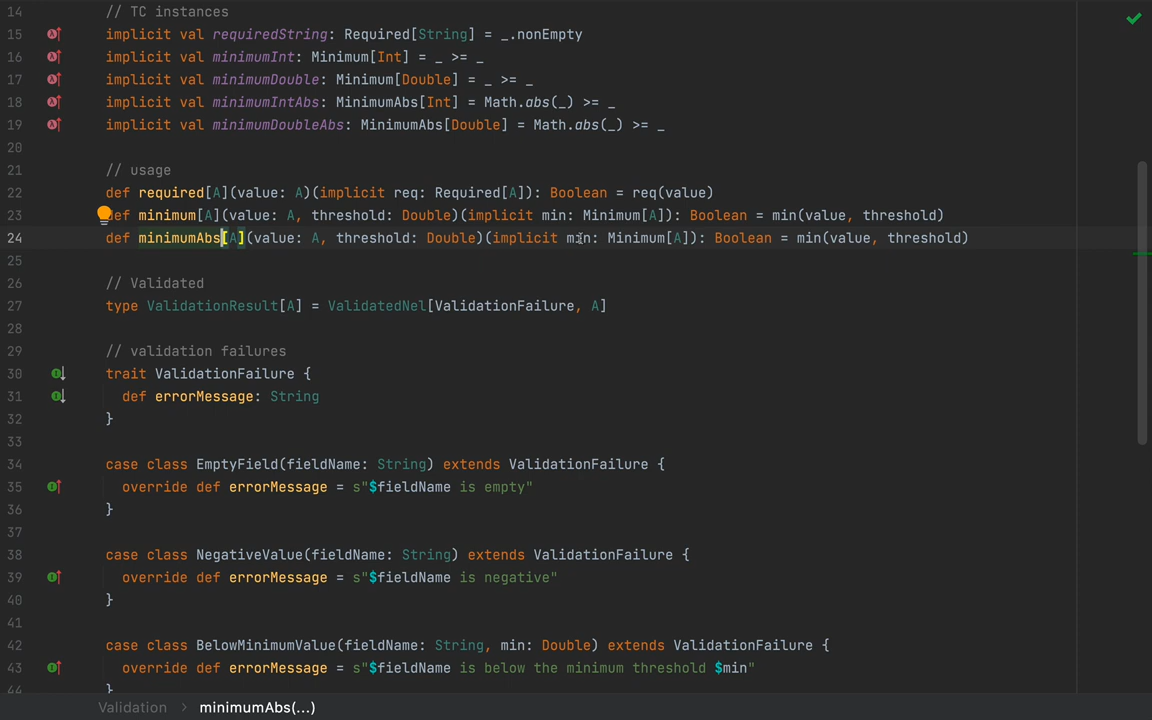 14 // TC instances
15 implicit val requiredString: Required[String] = _.nonEmpty
16 implicit val minimumInt: Minimum[Int] = _ >= _
17 implicit val minimumDouble: Minimum[Double] = _ >= _
18 implicit val minimumIntAbs: MinimumAbs[Int] = Math.abs(_) >= _
19 implicit val minimumDoubleAbs: MinimumAbs[Double] = Math.abs(_) >= _
20
21 // usage
22 def required[A](value: A)(implicit req: Required[A]): Boolean = req(value)
23 def minimum[A](value: A, threshold: Double)(implicit min: Minimum[A]): Boolean = min(value, threshold)
24 def minimumAbs[A](value: A, threshold: Double)(implicit min: Minimum[A]): Boolean = min(value, threshold)
25
26 // Validated
27 type ValidationResult[A] = ValidatedNel[ValidationFailure, A]
28
29 // validation failures
30 trait ValidationFailure {
31 def errorMessage: String
32 }
33
34 case class EmptyField(fieldName: String) extends ValidationFailure {
35 override def errorMessage = s"$fieldName is empty"
36 }
37
38 case class NegativeValue(fieldName: String) extends ValidationFailure {
39 override def errorMessage = s"$fieldName is negative"
40 }
41
42 case class BelowMinimumValue(fieldName: String, min: Double) extends ValidationFailure {
43 override def errorMessage = s"$fieldName is below the minimum threshold $min"
44 }
Validation > minimumAbs(...)